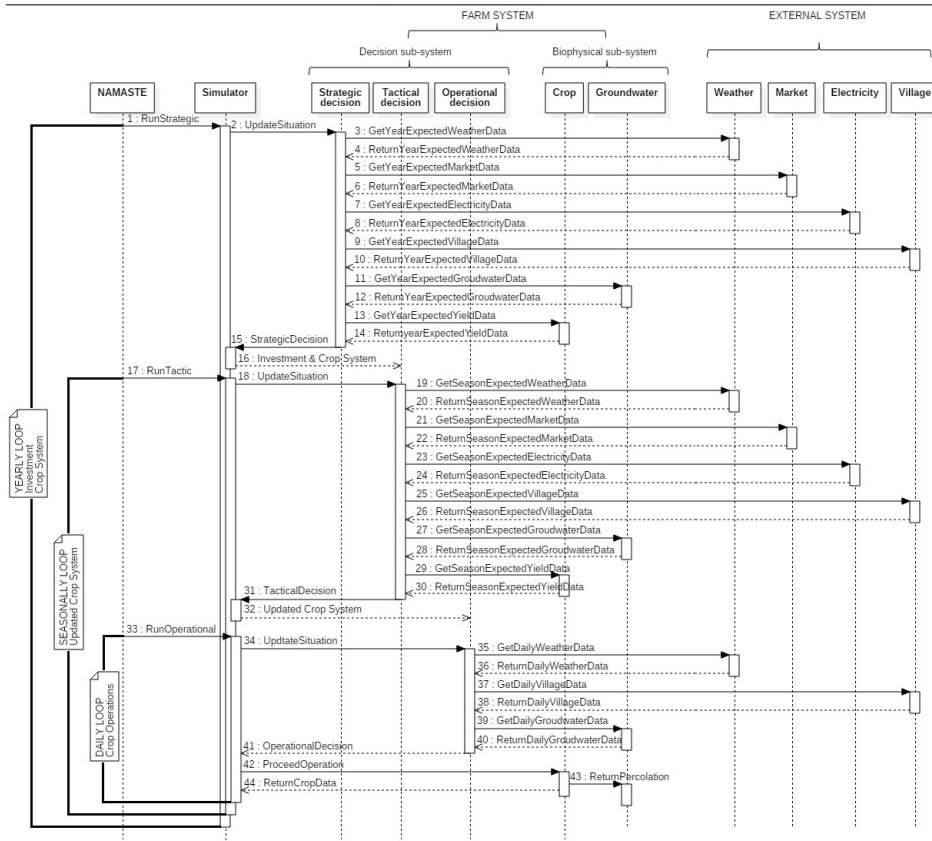 FARM SYSTEM
EXTERNAL SYSTEM
Decision sub-system
Biophysical sub-system
NAMASTE
Simulator
Strategic
decision
Tactical
decision
Operational
decision
Crop
Groundwater
Weather
Market
Electricity
Village
1 : RunStrategic
2 : UpdateSituation
3 : GetYearExpectedWeatherData
4 : ReturnYearExpectedWeatherData
5 : GetYearExpectedMarketData
6 : ReturnYearExpectedMarketData
7 : GetYearExpectedElectricityData
8 : ReturnYearExpectedElectricityData
9 : GetYearExpectedVillageData
10 : ReturnYearExpectedVillageData
11 : GetYearExpectedGroundwaterData
12 : ReturnYearExpectedGroudwaterData
13 : GetYearExpectedYieldData
14 : ReturnyearExpectedYieldData
15 : StrategicDecision
16 : Investment & Crop System
17 : RunTactic
18 : UpdateSituation
19 : GetSeasonExpectedWeatherData
20 : ReturnSeasonExpectedWeatherData
21 : GetSeasonExpectedMarketData
22 : ReturnSeasonExpectedMarketData
23 : GetSeasonExpectedElectricityData
24 : ReturnSeasonExpectedElectricityData
25 : GetSeasonExpectedVillageData
26 : ReturnSeasonExpectedVillageData
27 : GetSeasonExpectedGroundwaterData
28 : ReturnSeasonExpectedGroudwaterData
29 : GetSeasonExpectedYieldData
30 : ReturnSeasonExpectedYieldData
31 : TacticalDecision
32 : Updated Crop System
33 : RunOperational
34 : UpdtateSituation
35 : GetDailyWeatherData
36 : ReturnDailyWeatherData
37 : GetDailyVillageData
38 : ReturnDailyVillageData
39 : GetDailyGroudwaterData
40 : ReturnDailyGroudwaterData
41 : OperationalDecision
42 : ProceedOperation
43 : ReturnPercolation
44 : ReturnCropData
YEARLY LOOP
Investment
Crop System
SEASONALLY LOOP
Updated Crop System
DAILY LOOP
Crop Operations